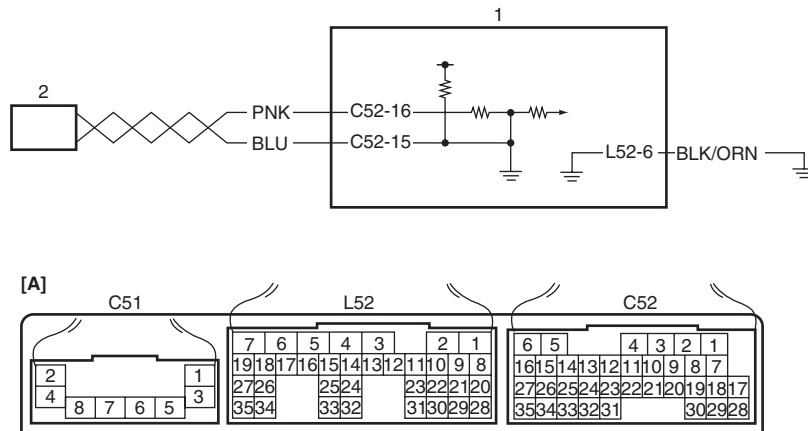 1
2
PNK C52-16
BLU C52-15
L52-6 BLK/ORN
[A]
C51 L52 C52
2 1
4 3
8 7 6 5
7 6 5 4 3 2 1
19 18 17 16 15 14 13 12 11 10 9 8
27 26 25 24 23 22 21 20
35 34 33 32 31 30 29 28
6 5 4 3 2 1
16 15 14 13 12 11 10 9 8 7
27 26 25 24 23 22 21 20 19 18 17
35 34 33 32 31 30 29 28